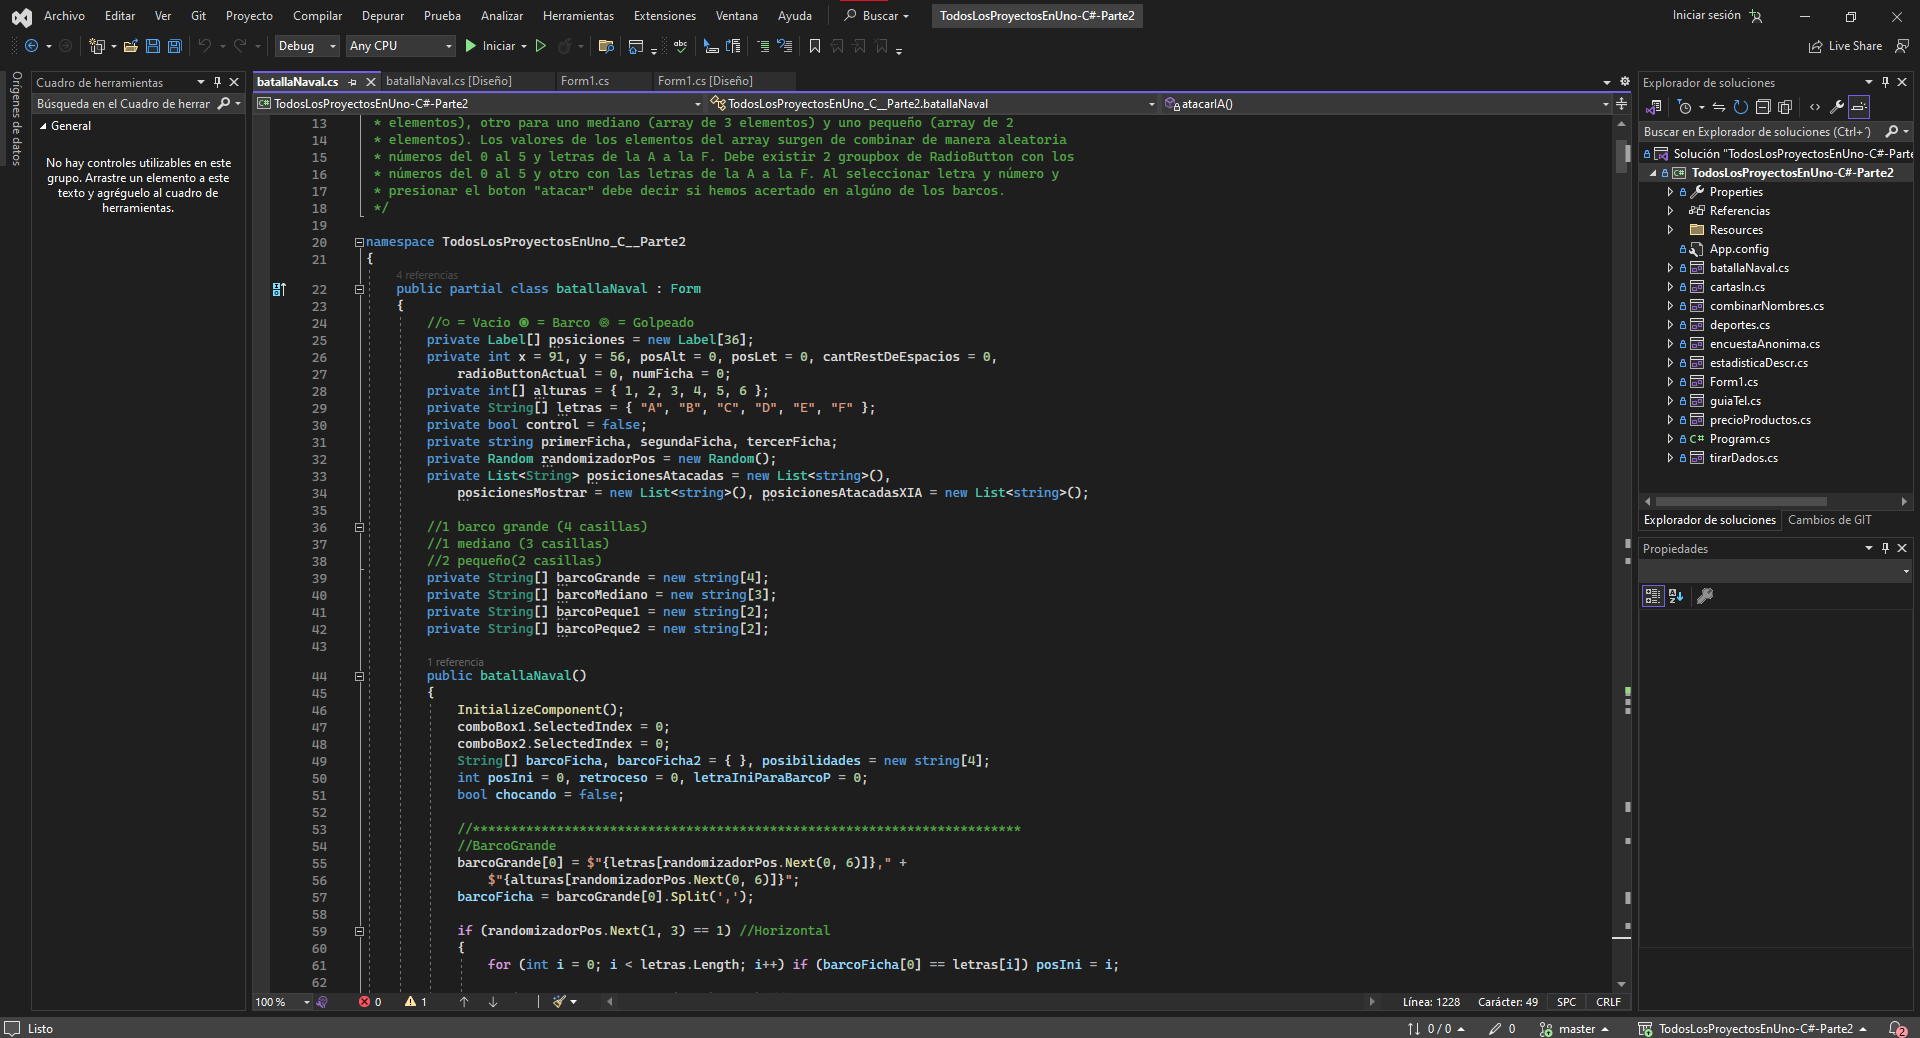 Archivo Editar Ver Git Proyecto Compilar Depurar Prueba Analizar Herramientas Extensiones Ventana Ayuda Buscar TodosLosProyectosEnUno-C#-Parte2 Iniciar sesión
Debug Any CPU Iniciar Live Share
Orígenes de datos
Cuadro de herramientas
Búsqueda en el Cuadro de herrar
General
No hay controles utilizables en este
grupo. Arrastre un elemento a este
texto y agréguelo al cuadro de
herramientas.
batallaNaval.cs batallaNaval.cs [Diseño] Form1.cs Form1.cs [Diseño]
TodosLosProyectosEnUno-C#-Parte2 TodosLosProyectosEnUno_C__Parte2.batallaNaval atacarIA()
13 * elementos), otro para uno mediano (array de 3 elementos) y uno pequeño (array de 2
14 * elementos). Los valores de los elementos del array surgen de combinar de manera aleatoria
15 * números del 0 al 5 y letras de la A a la F. Debe existir 2 groupbox de RadioButton con los
16 * números del 0 al 5 y otro con las letras de la A a la F. Al seleccionar letra y número y
17 * presionar el boton "atacar" debe decir si hemos acertado en algúno de los barcos.
18 */
19
20 namespace TodosLosProyectosEnUno_C__Parte2
21 {
4 referencias
22 public partial class batallaNaval : Form
23 {
24 //○ = Vacio ◉ = Barco ◎ = Golpeado
25 private Label[] posiciones = new Label[36];
26 private int x = 91, y = 56, posAlt = 0, posLet = 0, cantRestDeEspacios = 0,
27 radioButtonActual = 0, numFicha = 0;
28 private int[] alturas = { 1, 2, 3, 4, 5, 6 };
29 private String[] letras = { "A", "B", "C", "D", "E", "F" };
30 private bool control = false;
31 private string primerFicha, segundaFicha, tercerFicha;
32 private Random randomizadorPos = new Random();
33 private List<String> posicionesAtacadas = new List<string>(),
34 posicionesMostrar = new List<string>(), posicionesAtacadasXIA = new List<string>();
35
36 //1 barco grande (4 casillas)
37 //1 mediano (3 casillas)
38 //2 pequeño(2 casillas)
39 private String[] barcoGrande = new string[4];
40 private String[] barcoMediano = new string[3];
41 private String[] barcoPeque1 = new string[2];
42 private String[] barcoPeque2 = new string[2];
43
1 referencia
44 public batallaNaval()
45 {
46 InitializeComponent();
47 comboBox1.SelectedIndex = 0;
48 comboBox2.SelectedIndex = 0;
49 String[] barcoFicha, barcoFicha2 = { }, posibilidades = new string[4];
50 int posIni = 0, retroceso = 0, letraIniParaBarcoP = 0;
51 bool chocando = false;
52
53 //************************************************************************
54 //BarcoGrande
55 barcoGrande[0] = $"{letras[randomizadorPos.Next(0, 6)]}," +
56 $"{alturas[randomizadorPos.Next(0, 6)]}";
57 barcoFicha = barcoGrande[0].Split(',');
58
59 if (randomizadorPos.Next(1, 3) == 1) //Horizontal
60 {
61 for (int i = 0; i < letras.Length; i++) if (barcoFicha[0] == letras[i]) posIni = i;
62
100 % 0 1 Línea: 1228 Carácter: 49 SPC CRLF
Explorador de soluciones
Buscar en Explorador de soluciones (Ctrl+´)
Solución "TodosLosProyectosEnUno-C#-Parte
TodosLosProyectosEnUno-C#-Parte2
Properties
Referencias
Resources
App.config
batallaNaval.cs
cartasIn.cs
combinarNombres.cs
deportes.cs
encuestaAnonima.cs
estadisticaDescr.cs
Form1.cs
guiaTel.cs
precioProductos.cs
C# Program.cs
tirarDados.cs
Explorador de soluciones Cambios de GIT
Propiedades
Listo 0 / 0 0 master TodosLosProyectosEnUno-C#-Parte2 2